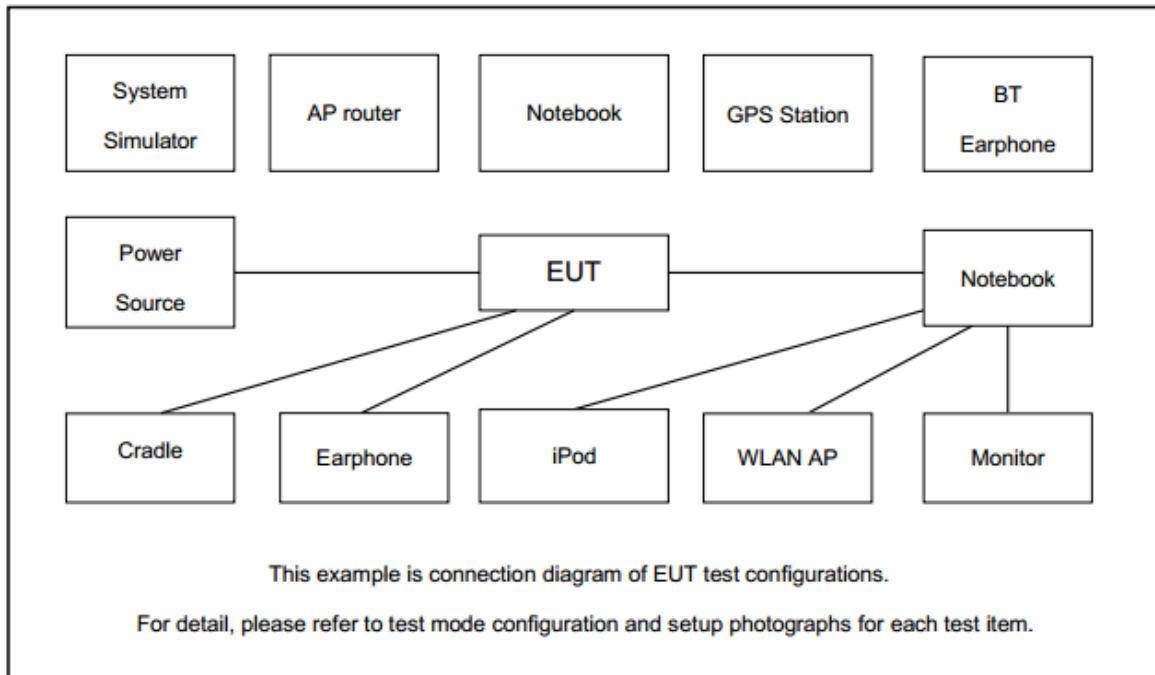 System
Simulator
AP router
Notebook
GPS Station
BT
Earphone
Power
Source
EUT
Notebook
Cradle
Earphone
iPod
WLAN AP
Monitor
This example is connection diagram of EUT test configurations.
For detail, please refer to test mode configuration and setup photographs for each test item.